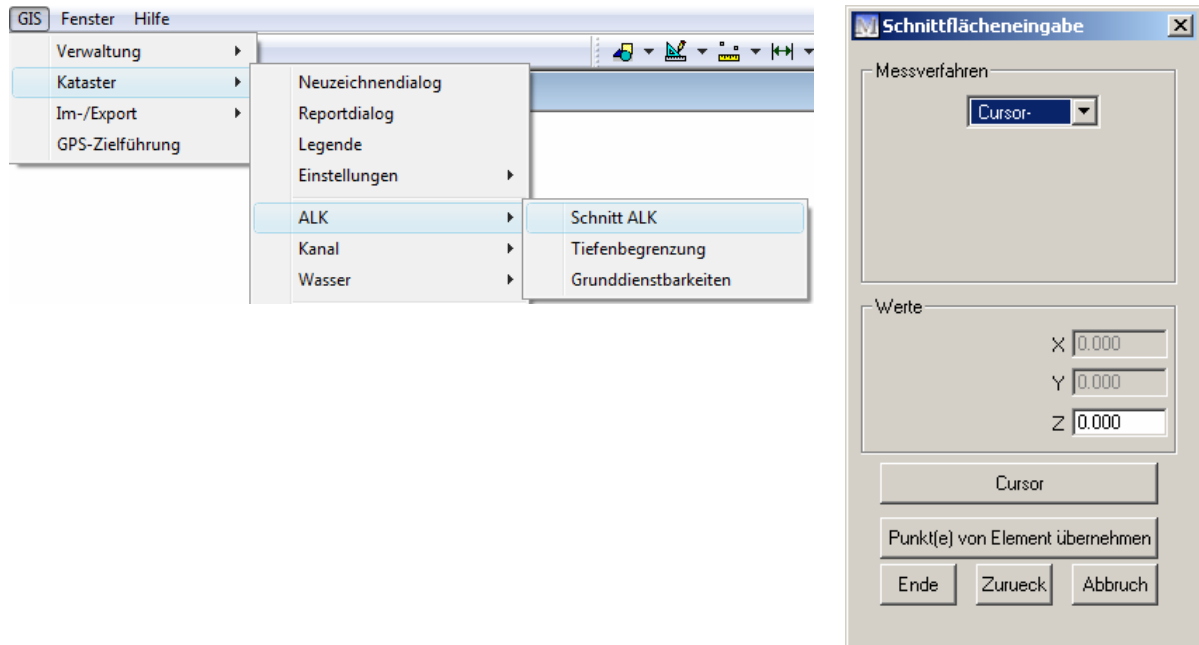 GIS Fenster Hilfe
Verwaltung
Kataster
Im-/Export
GPS-Zielführung
Neuzeichnendialog
Reportdialog
Legende
Einstellungen
ALK
Kanal
Wasser
Schnitt ALK
Tiefenbegrenzung
Grunddienstbarkeiten
Schnittflächeneingabe
Messverfahren
Cursor-
Werte
X 0.000
Y 0.000
Z 0.000
Cursor
Punkt(e) von Element übernehmen
Ende Zurueck Abbruch